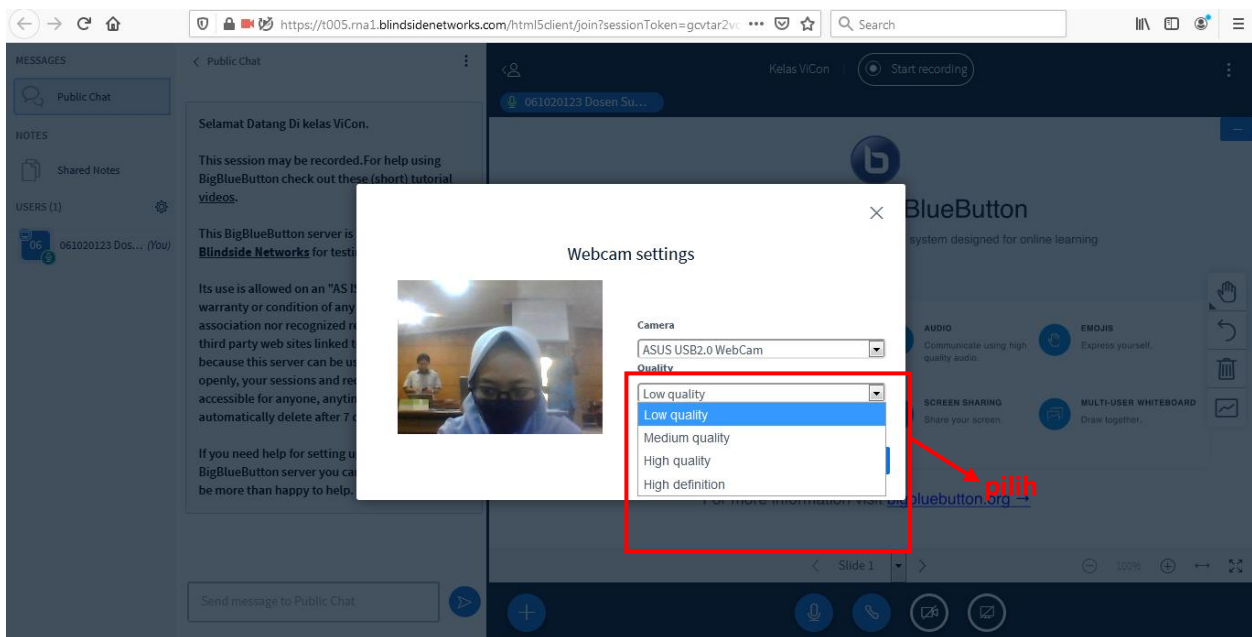 https://t005.rna1.blindsidenetworks.com/html5client/join?sessionToken=gcvtar2v
Search
MESSAGES
Public Chat
NOTES
Shared Notes
USERS (1)
06
061020123 Dos... (You)
Public Chat
Selamat Datang Di kelas ViCon.
This session may be recorded.For help using
BigBlueButton check out these (short) tutorial
videos.
This BigBlueButton server is
Blindside Networks for testi
Its use is allowed on an "AS I
warranty or condition of any
association nor recognized r
third party web sites linked t
because this server can be us
openly, your sessions and rec
accessible for anyone, anytin
automatically delete after 7
If you need help for setting u
BigBlueButton server you ca
be more than happy to help.
Send message to Public Chat
Kelas ViCon
Start recording
061020123 Dosen Su...
BlueButton
system designed for online learning
AUDIO
Communicate using high
quality audio.
EMOJIS
Express yourself.
SCREEN SHARING
Share your screen.
MULTI-USER WHITEBOARD
Draw together.
For more information visit bigbluebutton.org →
Webcam settings
Camera
ASUS USB2.0 WebCam
Quality
Low quality
Low quality
Medium quality
High quality
High definition
pilih
Slide 1
100%